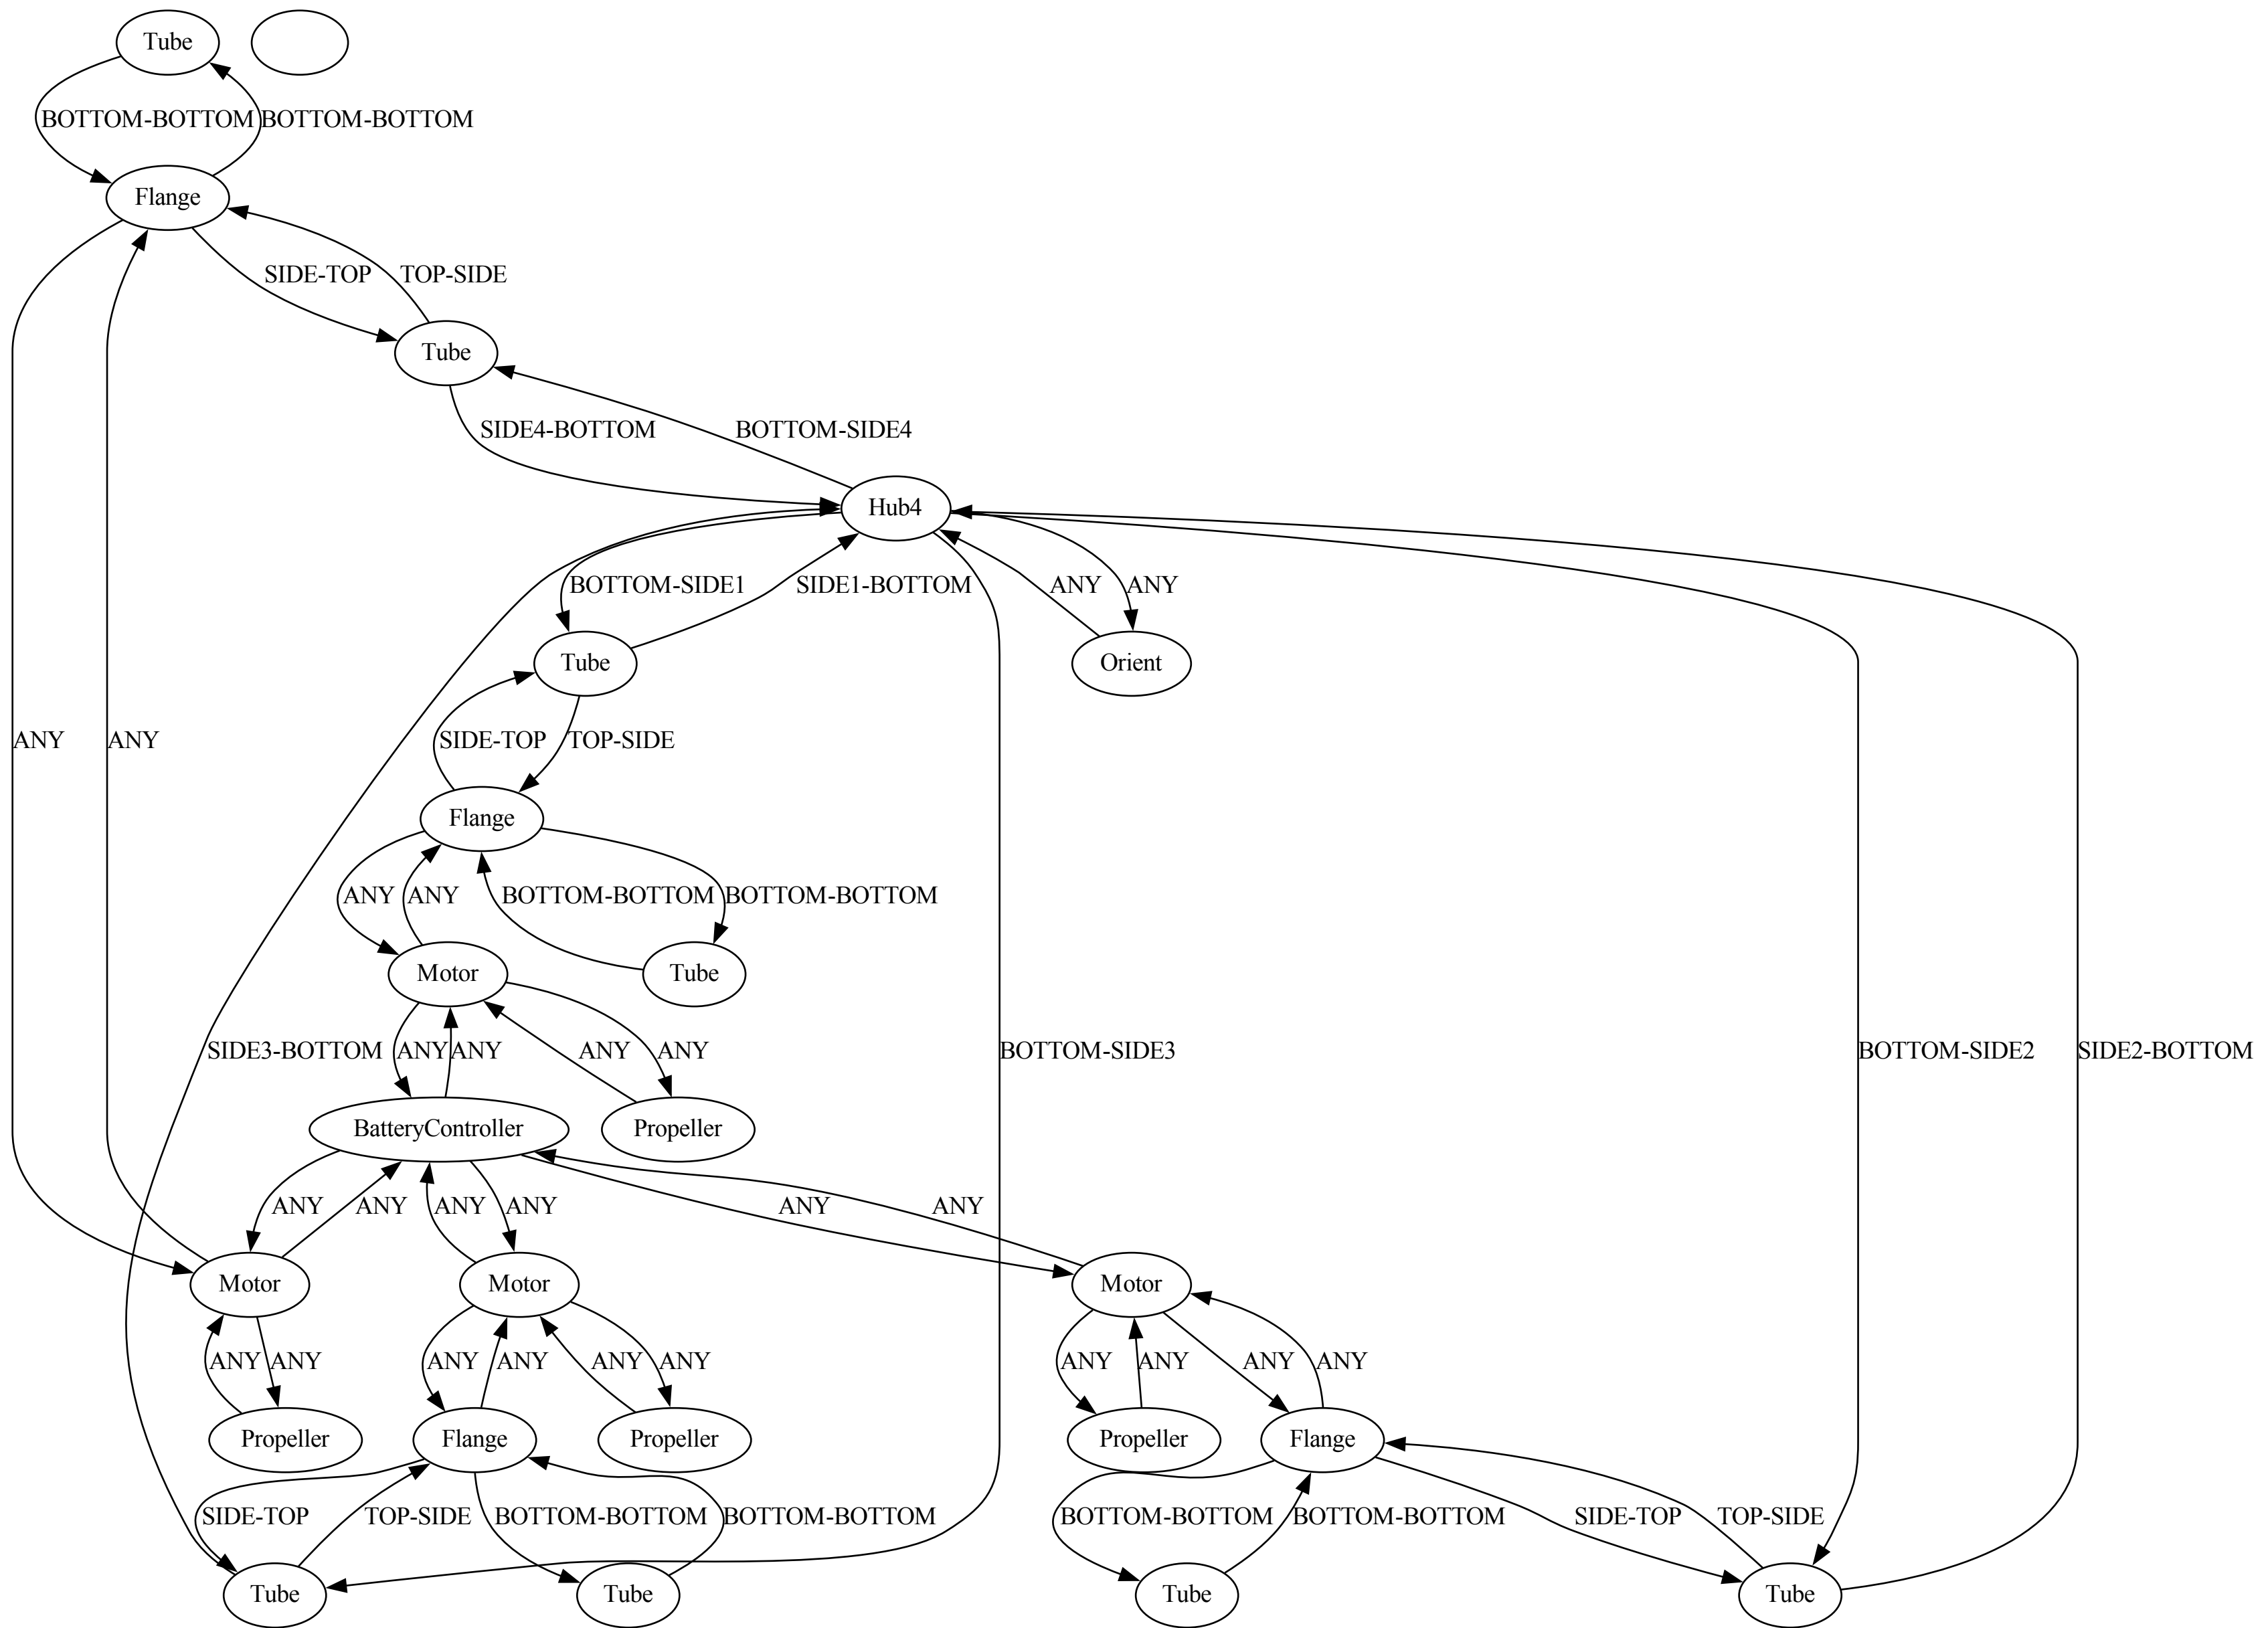 Tube
BOTTOM-BOTTOM BOTTOM-BOTTOM
Flange
SIDE-TOP TOP-SIDE
Tube
SIDE4-BOTTOM BOTTOM-SIDE4
Hub4
BOTTOM-SIDE1 SIDE1-BOTTOM ANY ANY
Tube Orient
ANY ANY SIDE-TOP TOP-SIDE
Flange
ANY ANY BOTTOM-BOTTOM BOTTOM-BOTTOM
Motor Tube
SIDE3-BOTTOM ANY ANY ANY ANY BOTTOM-SIDE3 BOTTOM-SIDE2 SIDE2-BOTTOM
BatteryController Propeller
ANY ANY ANY ANY ANY ANY
Motor Motor Motor
ANY ANY ANY ANY ANY ANY ANY ANY ANY ANY
Propeller Flange Propeller Propeller Flange
SIDE-TOP TOP-SIDE BOTTOM-BOTTOM BOTTOM-BOTTOM BOTTOM-BOTTOM BOTTOM-BOTTOM SIDE-TOP TOP-SIDE
Tube Tube Tube Tube